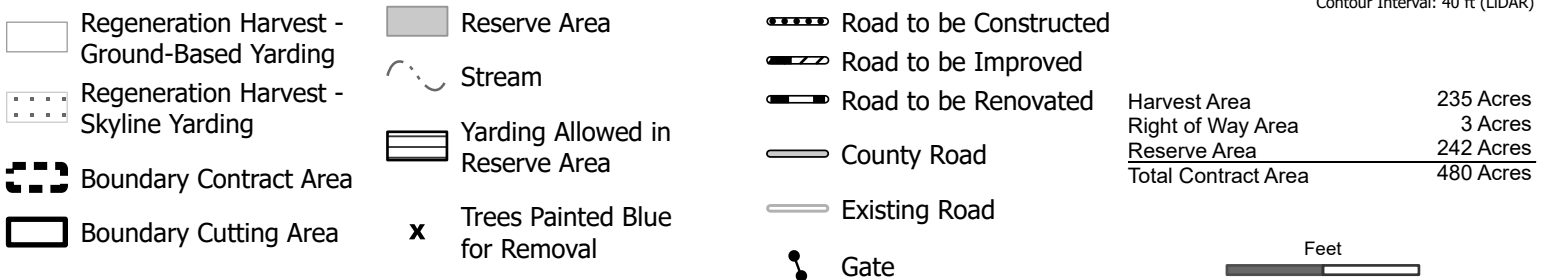 Regeneration Harvest -
Ground-Based Yarding
Regeneration Harvest -
Skyline Yarding
Boundary Contract Area
Boundary Cutting Area
Reserve Area
Stream
Yarding Allowed in
Reserve Area
x
Trees Painted Blue
for Removal
Road to be Constructed
Road to be Improved
Road to be Renovated
County Road
Existing Road
Gate
Contour Interval: 40 ft (LiDAR)
Harvest Area 235 Acres
Right of Way Area 3 Acres
Reserve Area 242 Acres
Total Contract Area 480 Acres
Feet